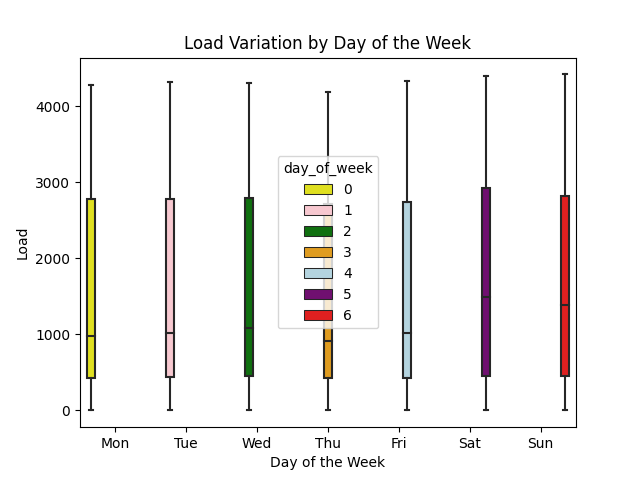 Load Variation by Day of the Week
4000
3000
2000
1000
0
Load
day_of_week
0
1
2
3
4
5
6
Mon Tue Wed Thu Fri Sat Sun
Day of the Week